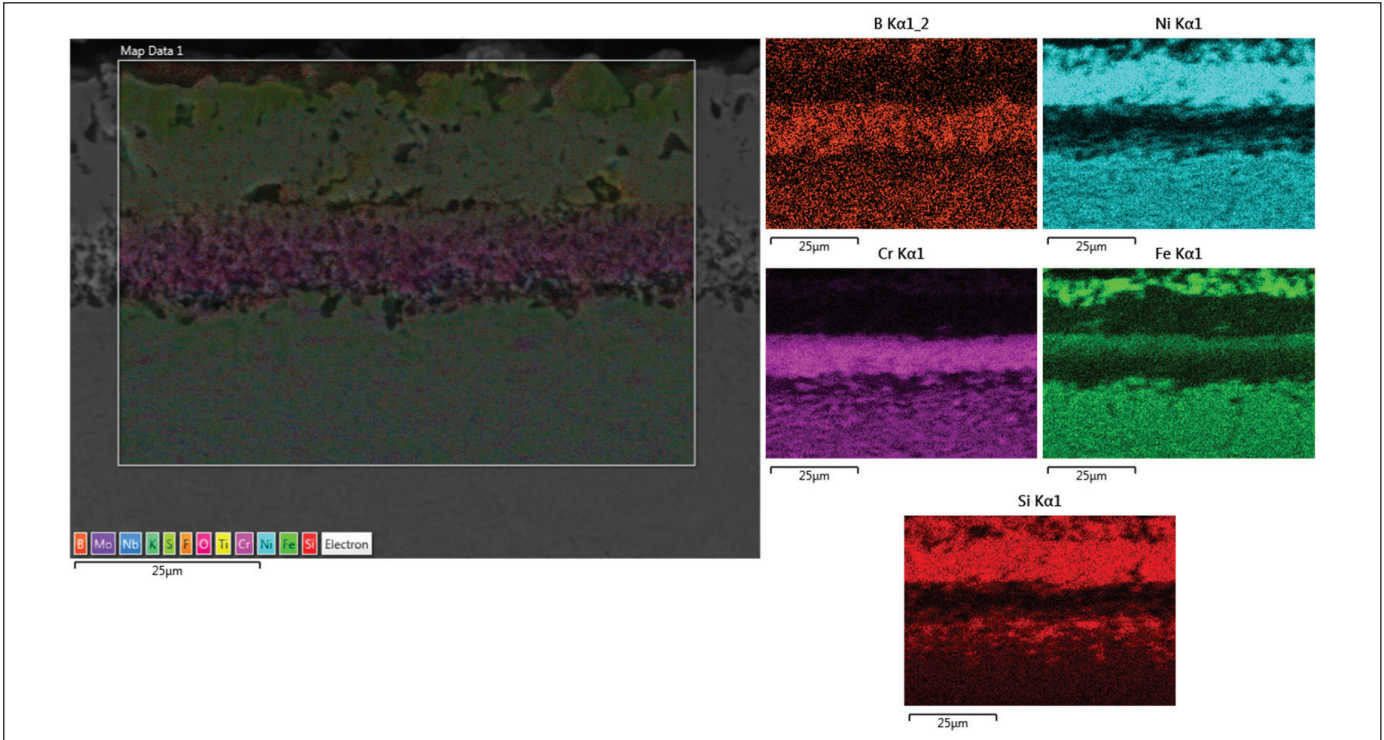 Map Data 1
B Mo Nb K S F O Ti Cr Ni Fe Si Electron
25μm
B Kα1_2
25μm
Ni Kα1
25μm
Cr Kα1
25μm
Fe Kα1
25μm
Si Kα1
25μm